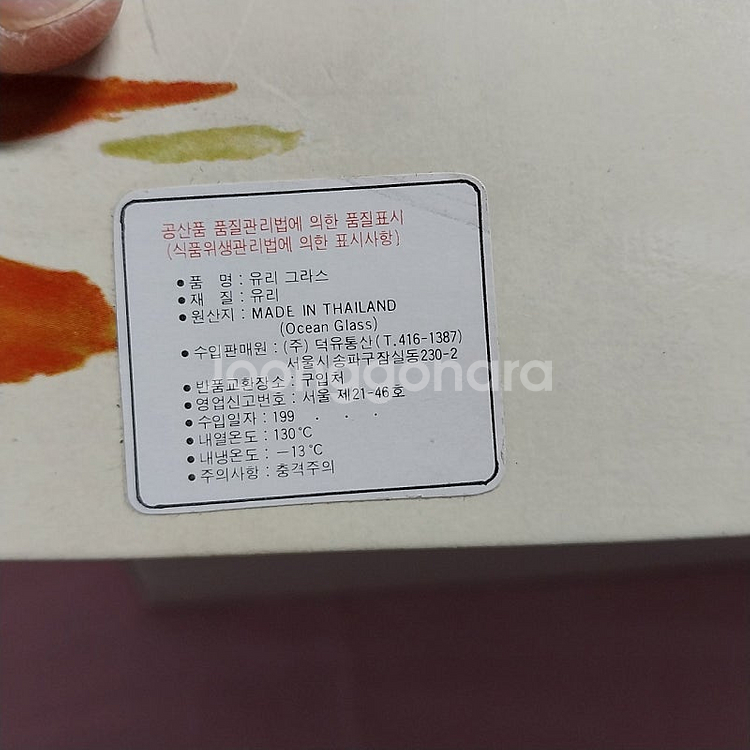 공산품 품질관리법에 의한 품질표시
(식품위생관리법에 의한 표시사항)
● 품 명 : 유리 그라스
● 재 질 : 유리
● 원산지 : MADE IN THAILAND
(Ocean Glass)
● 수입판매원 : (주) 덕유통산(T.416-1387)
서울시송파구잠실동230-2
joonggonara
● 반품교환장소 : 구입처
● 영업신고번호 : 서울 제21-46호
● 수입일자 : 199 . . .
● 내열온도 : 130°C
● 내냉온도 : -13°C
● 주의사항 : 충격주의